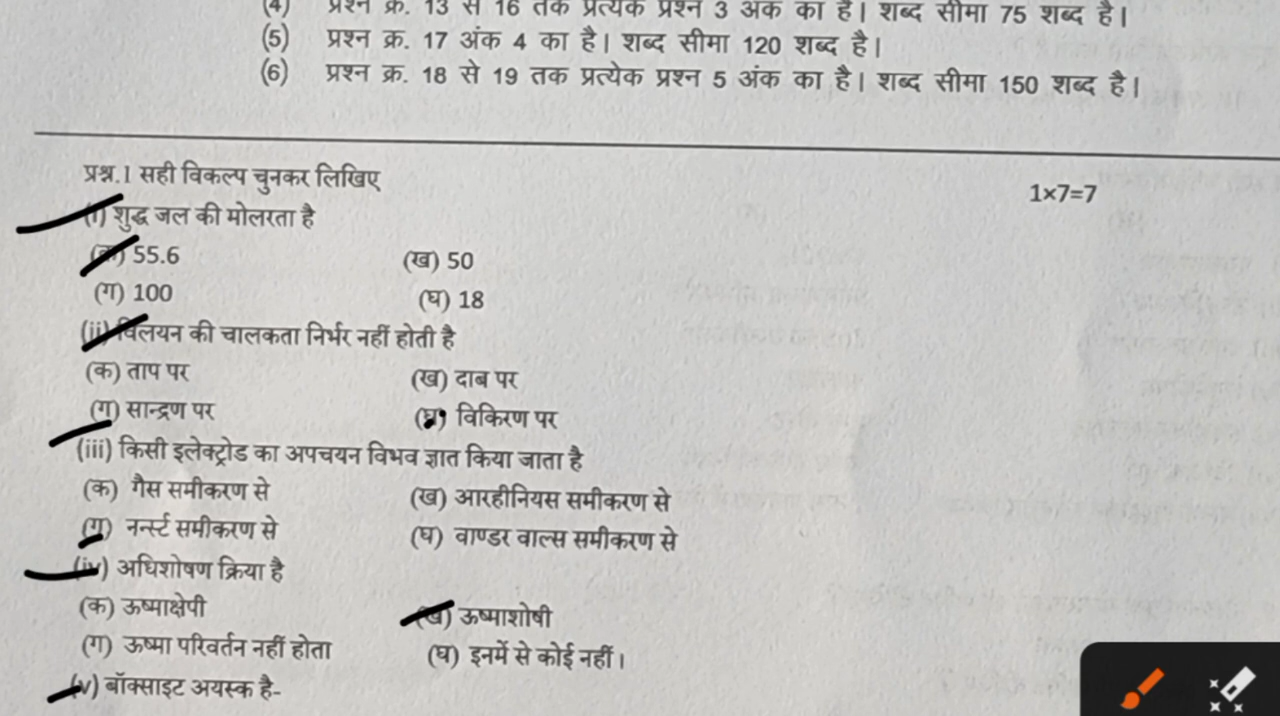 (4) प्रश्न क्र. 13 से 16 तक प्रत्येक प्रश्न 3 अंक का है। शब्द सीमा 75 शब्द है।
(5) प्रश्न क्र. 17 अंक 4 का है। शब्द सीमा 120 शब्द है।
(6) प्रश्न क्र. 18 से 19 तक प्रत्येक प्रश्न 5 अंक का है। शब्द सीमा 150 शब्द है।
प्रश्न.1 सही विकल्प चुनकर लिखिए 1×7=7
(i) शुद्ध जल की मोलरता है
(क) 55.6 (ख) 50
(ग) 100 (घ) 18
(ii) विलयन की चालकता निर्भर नहीं होती है
(क) ताप पर (ख) दाब पर
(ग) सान्द्रण पर (घ) विकिरण पर
(iii) किसी इलेक्ट्रोड का अपचयन विभव ज्ञात किया जाता है
(क) गैस समीकरण से (ख) आरहीनियस समीकरण से
(ग) नर्न्स्ट समीकरण से (घ) वाण्डर वाल्स समीकरण से
(iv) अधिशोषण क्रिया है
(क) ऊष्माक्षेपी (ख) ऊष्माशोषी
(ग) ऊष्मा परिवर्तन नहीं होता (घ) इनमें से कोई नहीं।
(v) बॉक्साइट अयस्क है-